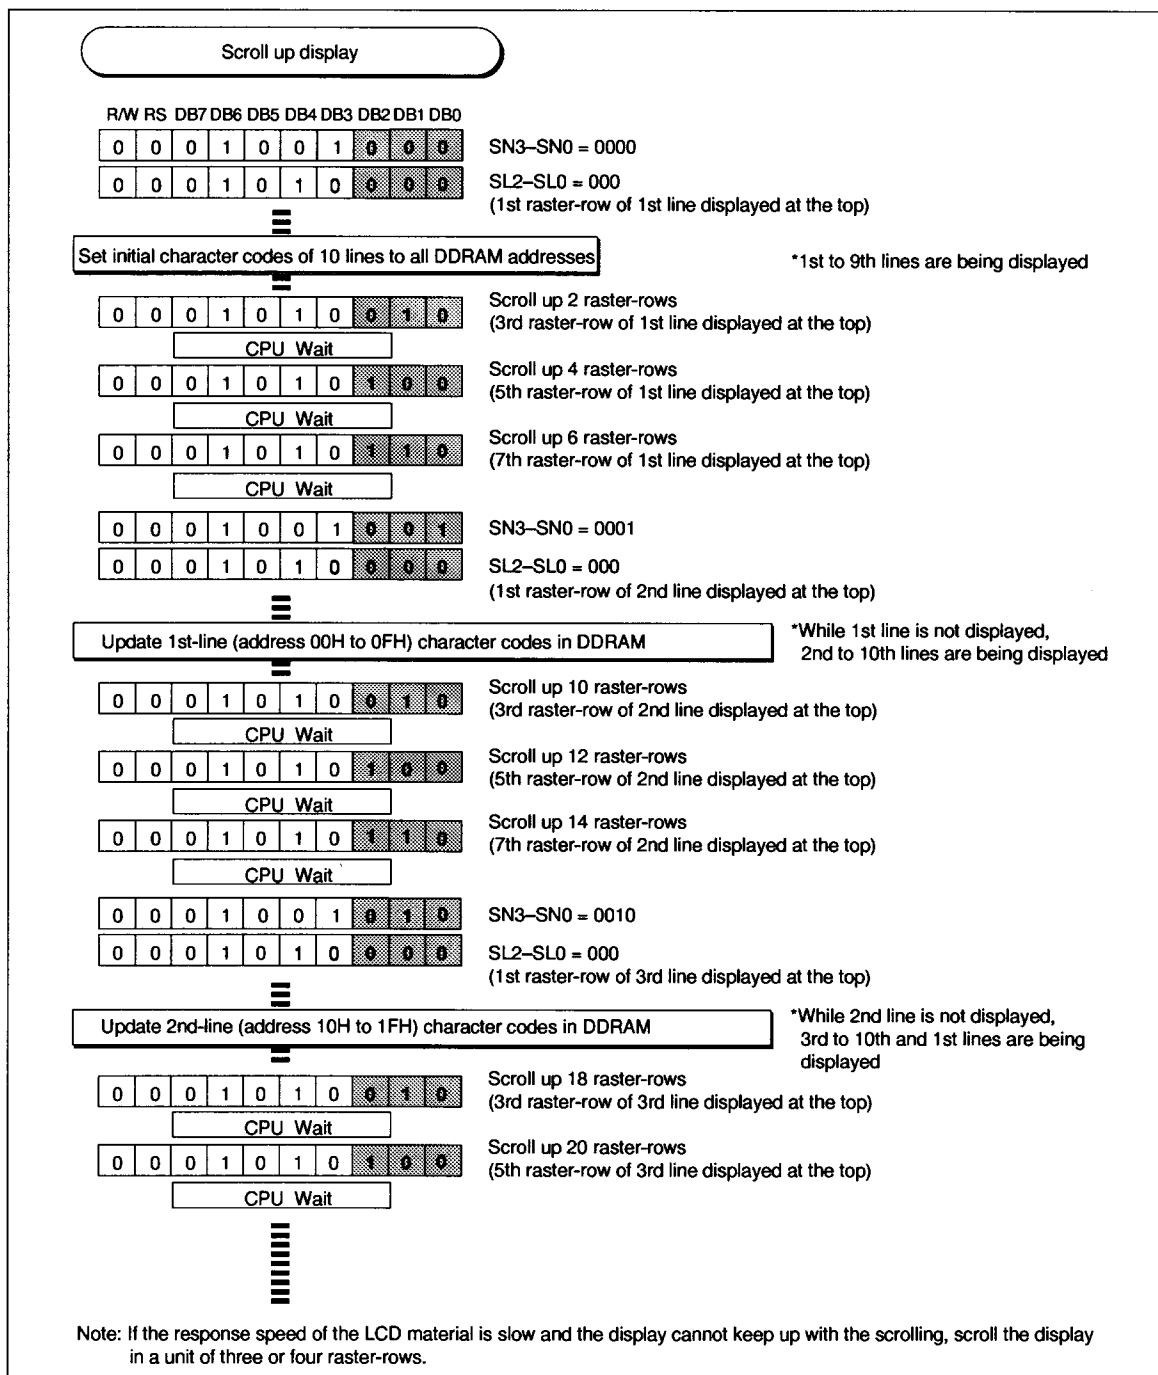 Scroll up display
R/W RS DB7 DB6 DB5 DB4 DB3 DB2 DB1 DB0
0 0 0 1 0 0 1 0 0 0 SN3–SN0 = 0000
0 0 0 1 0 1 0 0 0 0 SL2–SL0 = 000
(1st raster-row of 1st line displayed at the top)
Set initial character codes of 10 lines to all DDRAM addresses *1st to 9th lines are being displayed
Scroll up 2 raster-rows
0 0 0 1 0 1 0 0 1 0 (3rd raster-row of 1st line displayed at the top)
CPU Wait
Scroll up 4 raster-rows
0 0 0 1 0 1 0 1 0 0 (5th raster-row of 1st line displayed at the top)
CPU Wait
Scroll up 6 raster-rows
0 0 0 1 0 1 0 1 1 0 (7th raster-row of 1st line displayed at the top)
CPU Wait
0 0 0 1 0 0 1 0 0 1 SN3–SN0 = 0001
0 0 0 1 0 1 0 0 0 0 SL2–SL0 = 000
(1st raster-row of 2nd line displayed at the top)
Update 1st-line (address 00H to 0FH) character codes in DDRAM *While 1st line is not displayed,
2nd to 10th lines are being displayed
Scroll up 10 raster-rows
0 0 0 1 0 1 0 0 1 0 (3rd raster-row of 2nd line displayed at the top)
CPU Wait
Scroll up 12 raster-rows
0 0 0 1 0 1 0 1 0 0 (5th raster-row of 2nd line displayed at the top)
CPU Wait
Scroll up 14 raster-rows
0 0 0 1 0 1 0 1 1 0 (7th raster-row of 2nd line displayed at the top)
CPU Wait
0 0 0 1 0 0 1 0 1 0 SN3–SN0 = 0010
0 0 0 1 0 1 0 0 0 0 SL2–SL0 = 000
(1st raster-row of 3rd line displayed at the top)
Update 2nd-line (address 10H to 1FH) character codes in DDRAM *While 2nd line is not displayed,
3rd to 10th and 1st lines are being
displayed
Scroll up 18 raster-rows
0 0 0 1 0 1 0 0 1 0 (3rd raster-row of 3rd line displayed at the top)
CPU Wait
Scroll up 20 raster-rows
0 0 0 1 0 1 0 1 0 0 (5th raster-row of 3rd line displayed at the top)
CPU Wait
Note: If the response speed of the LCD material is slow and the display cannot keep up with the scrolling, scroll the display
in a unit of three or four raster-rows.